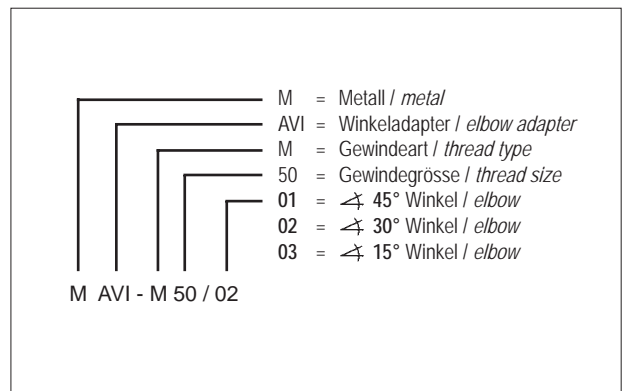 M = Metall / metal
AVI = Winkeladapter / elbow adapter
M = Gewindeart / thread type
50 = Gewindegrösse / thread size
01 = ∡ 45° Winkel / elbow
02 = ∡ 30° Winkel / elbow
03 = ∡ 15° Winkel / elbow
M AVI - M 50 / 02